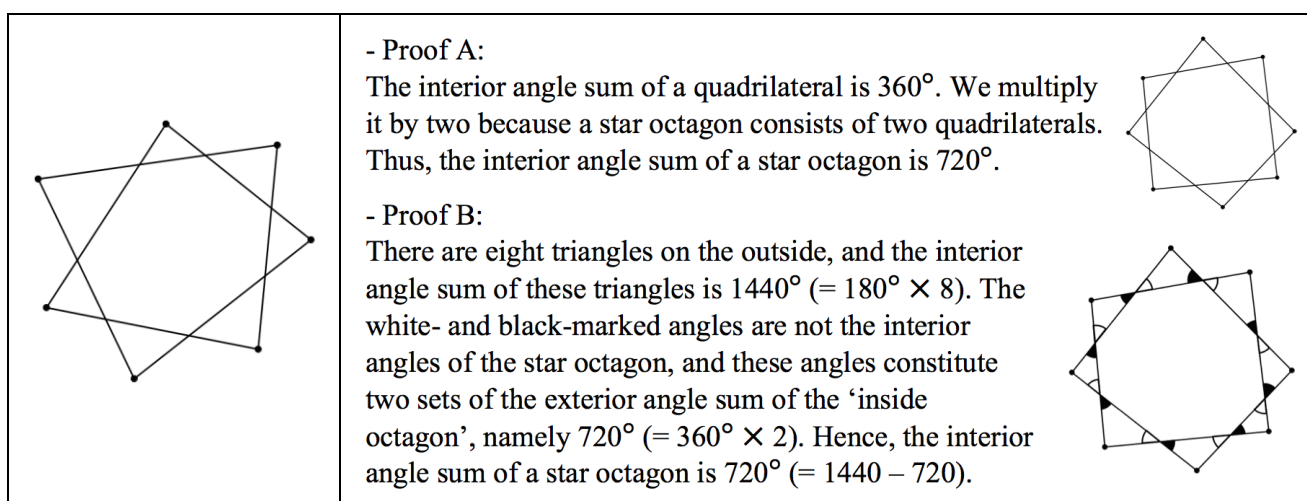 - Proof A:
The interior angle sum of a quadrilateral is 360°. We multiply
it by two because a star octagon consists of two quadrilaterals.
Thus, the interior angle sum of a star octagon is 720°.
- Proof B:
There are eight triangles on the outside, and the interior
angle sum of these triangles is 1440° (= 180° × 8). The
white- and black-marked angles are not the interior
angles of the star octagon, and these angles constitute
two sets of the exterior angle sum of the ‘inside
octagon’, namely 720° (= 360° × 2). Hence, the interior
angle sum of a star octagon is 720° (= 1440 – 720).